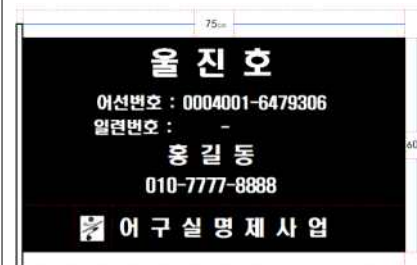 75cm
울 진 호
어선번호 : 0004001-6479306
일련번호 :      -
60
홍 길 동
010-7777-8888
어 구 실 명 제 사 업